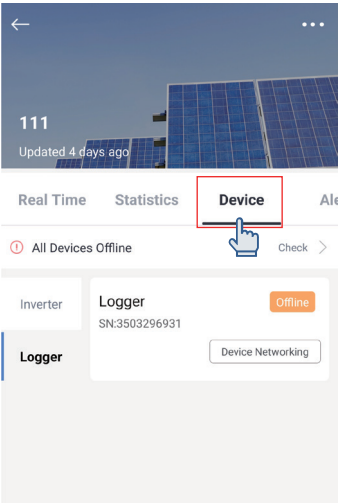 111
Updated 4 days ago
Real Time Statistics Device Ale
All Devices Offline Check
Inverter
Logger
Logger Offline
SN:3503296931
Device Networking